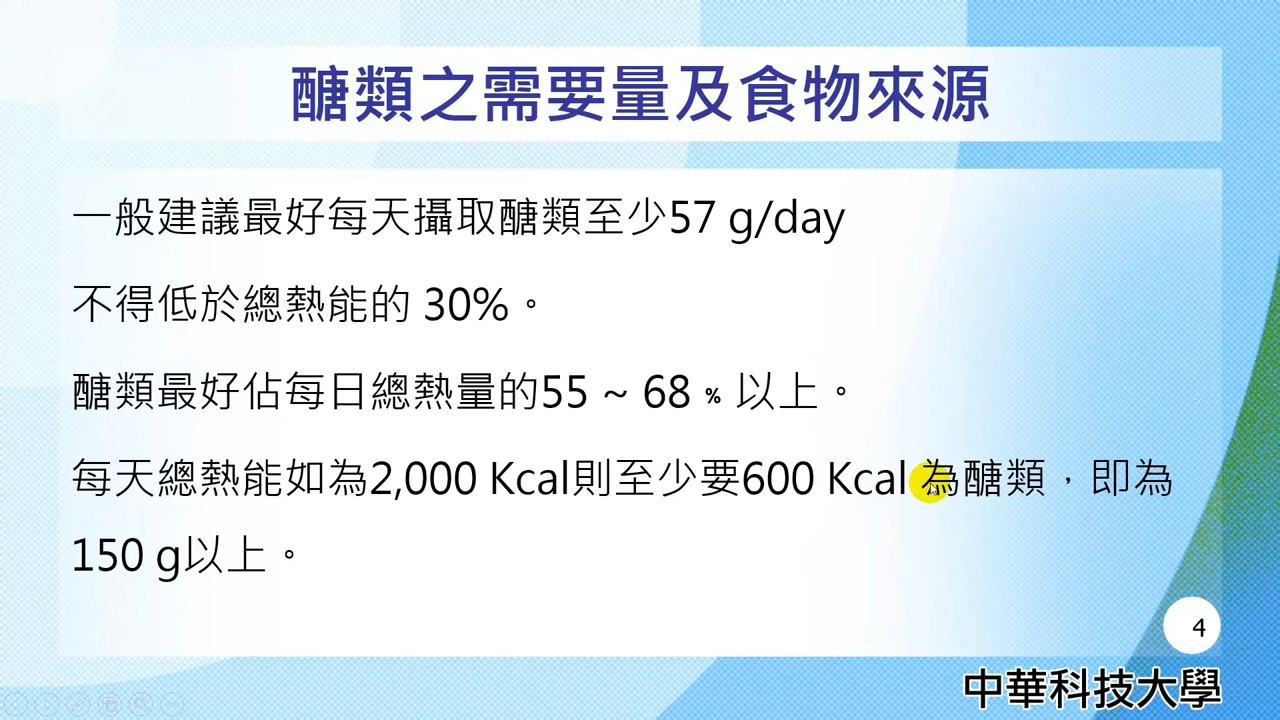 醣類之需要量及食物來源
一般建議最好每天攝取醣類至少57 g/day
不得低於總熱能的 30%。
醣類最好佔每日總熱量的55 ~ 68﹪以上。
每天總熱能如為2,000 Kcal則至少要600 Kcal 為醣類，即為
150 g以上。
4
中華科技大學